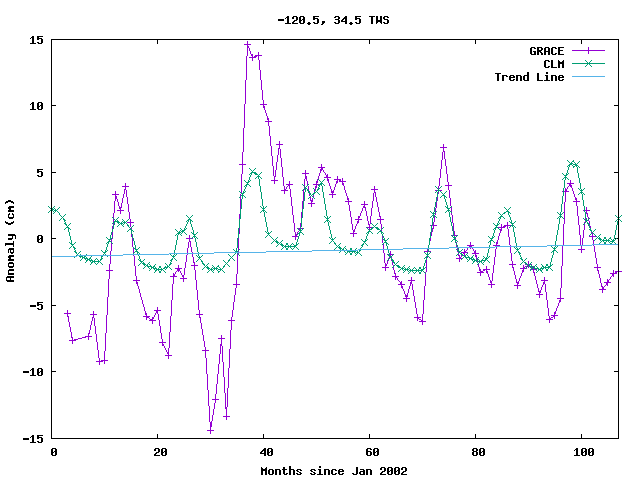 -120.5, 34.5 TWS
15
10
5
0
-5
-10
-15
Anomaly (cm)
GRACE
CLM
Trend Line
0 20 40 60 80 100
Months since Jan 2002